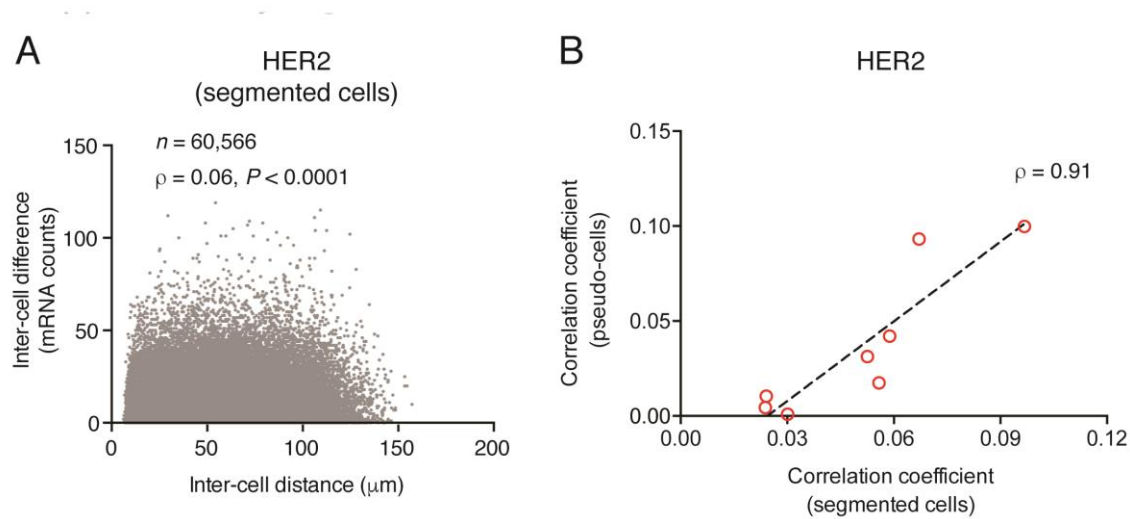 A
HER2
(segmented cells)
n = 60,566
ρ = 0.06, P < 0.0001
Inter-cell difference
(mRNA counts)
150
100
50
0
0 50 100 150 200
Inter-cell distance (μm)
B
HER2
ρ = 0.91
Correlation coefficient
(pseudo-cells)
0.15
0.10
0.05
0.00
0.00 0.03 0.06 0.09 0.12
Correlation coefficient
(segmented cells)